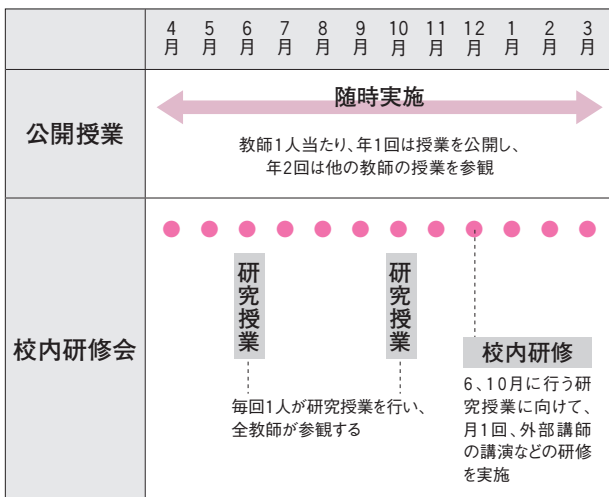 4月 5月 6月 7月 8月 9月 10月 11月 12月 1月 2月 3月
公開授業
随時実施
教師1人当たり、年1回は授業を公開し、
年2回は他の教師の授業を参観
校内研修会
研究授業
研究授業
毎回1人が研究授業を行い、
全教師が参観する
校内研修
6、10月に行う研
究授業に向けて、
月1回、外部講師
の講演などの研修
を実施